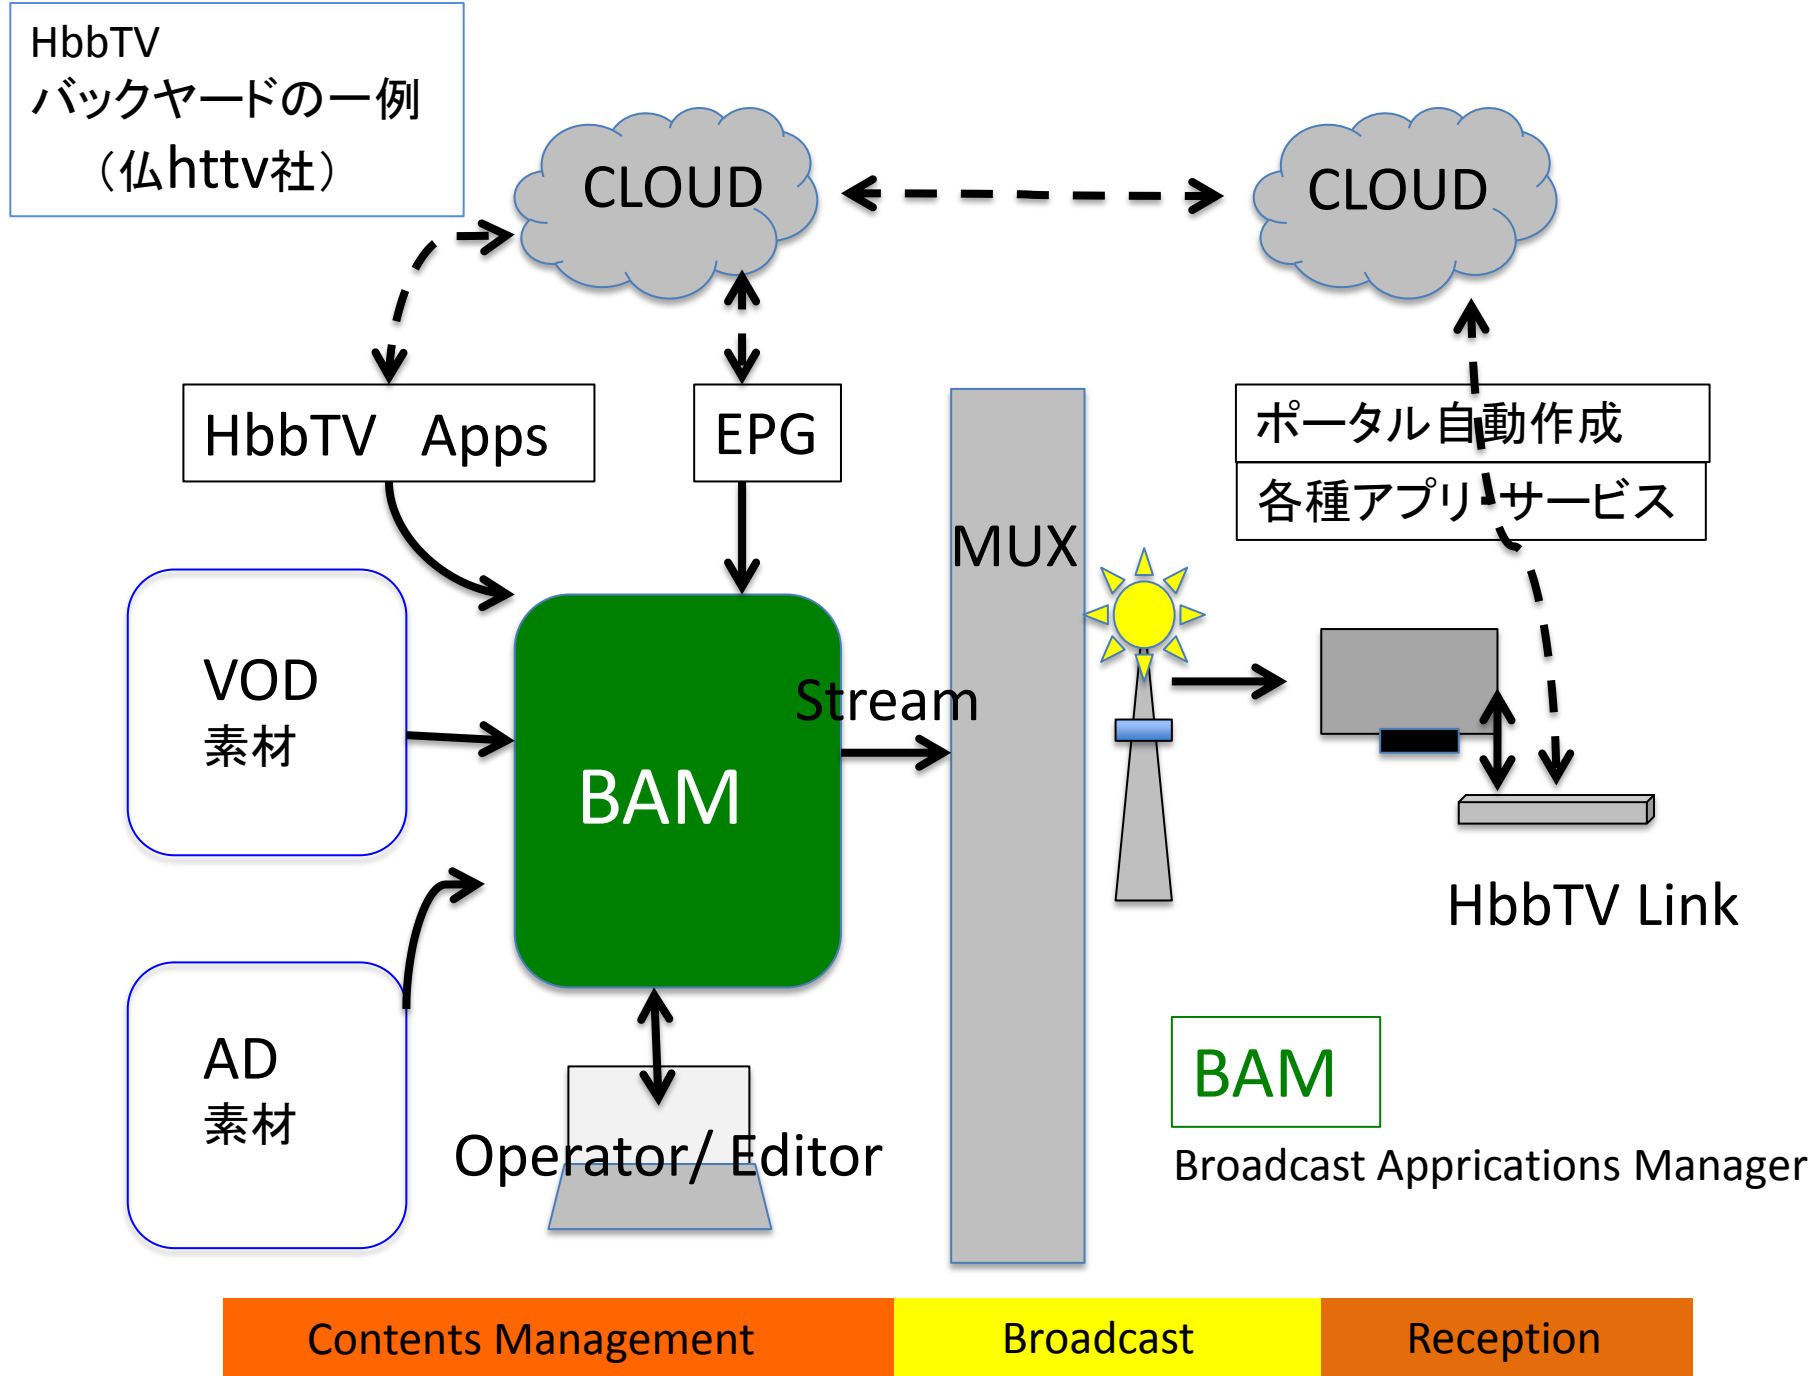 HbbTV
バックヤードの一例
（仏httv社）
CLOUD
CLOUD
HbbTV Apps
EPG
ポータル自動作成
各種アプリ・サービス
MUX
VOD
素材
Stream
BAM
HbbTV Link
AD
素材
Operator/ Editor
BAM
Broadcast Apprications Manager
Contents Management
Broadcast
Reception